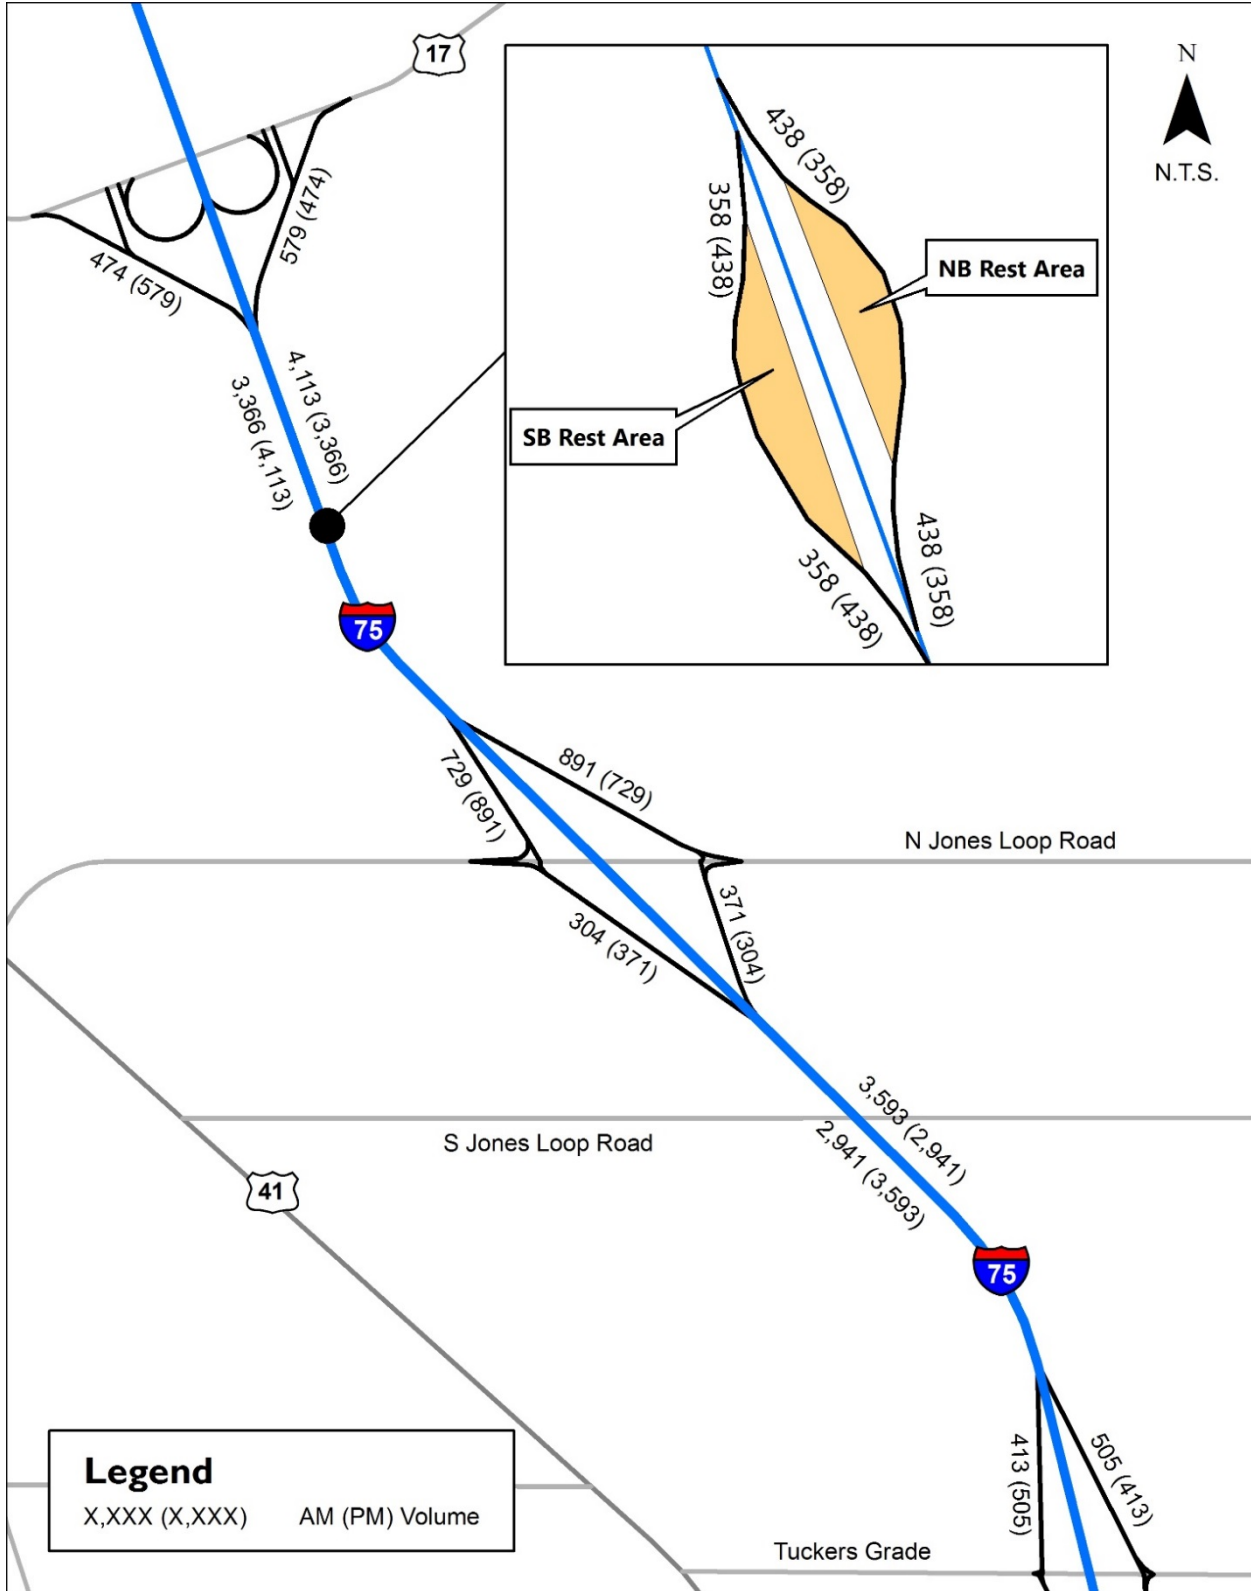 17
N
N.T.S.
438 (358)
358 (438)
NB Rest Area
SB Rest Area
438 (358)
358 (438)
579 (474)
474 (579)
4,113 (3,366)
3,366 (4,113)
75
891 (729)
729 (891)
N Jones Loop Road
371 (304)
304 (371)
3,593 (2,941)
2,941 (3,593)
S Jones Loop Road
41
75
505 (413)
413 (505)
Legend
X,XXX (X,XXX) AM (PM) Volume
Tuckers Grade